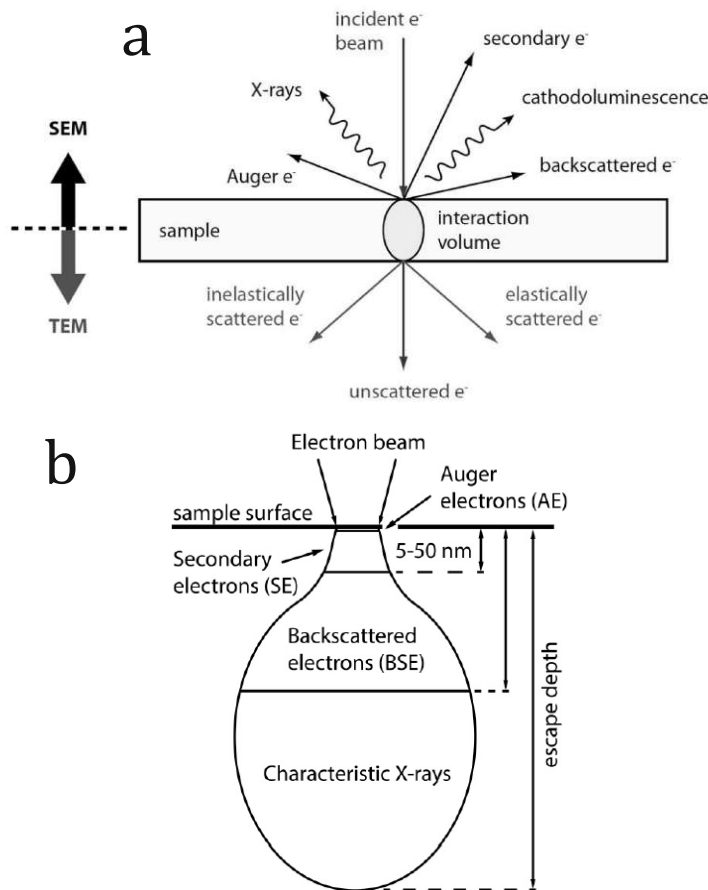 a
incident e⁻
beam
secondary e⁻
X-rays
cathodoluminescence
SEM
Auger e⁻
backscattered e⁻
sample
interaction
volume
inelastically
scattered e⁻
elastically
scattered e⁻
TEM
unscattered e⁻
b
Electron beam
Auger
electrons (AE)
sample surface
Secondary
electrons (SE)
5-50 nm
Backscattered
electrons (BSE)
escape depth
Characteristic X-rays